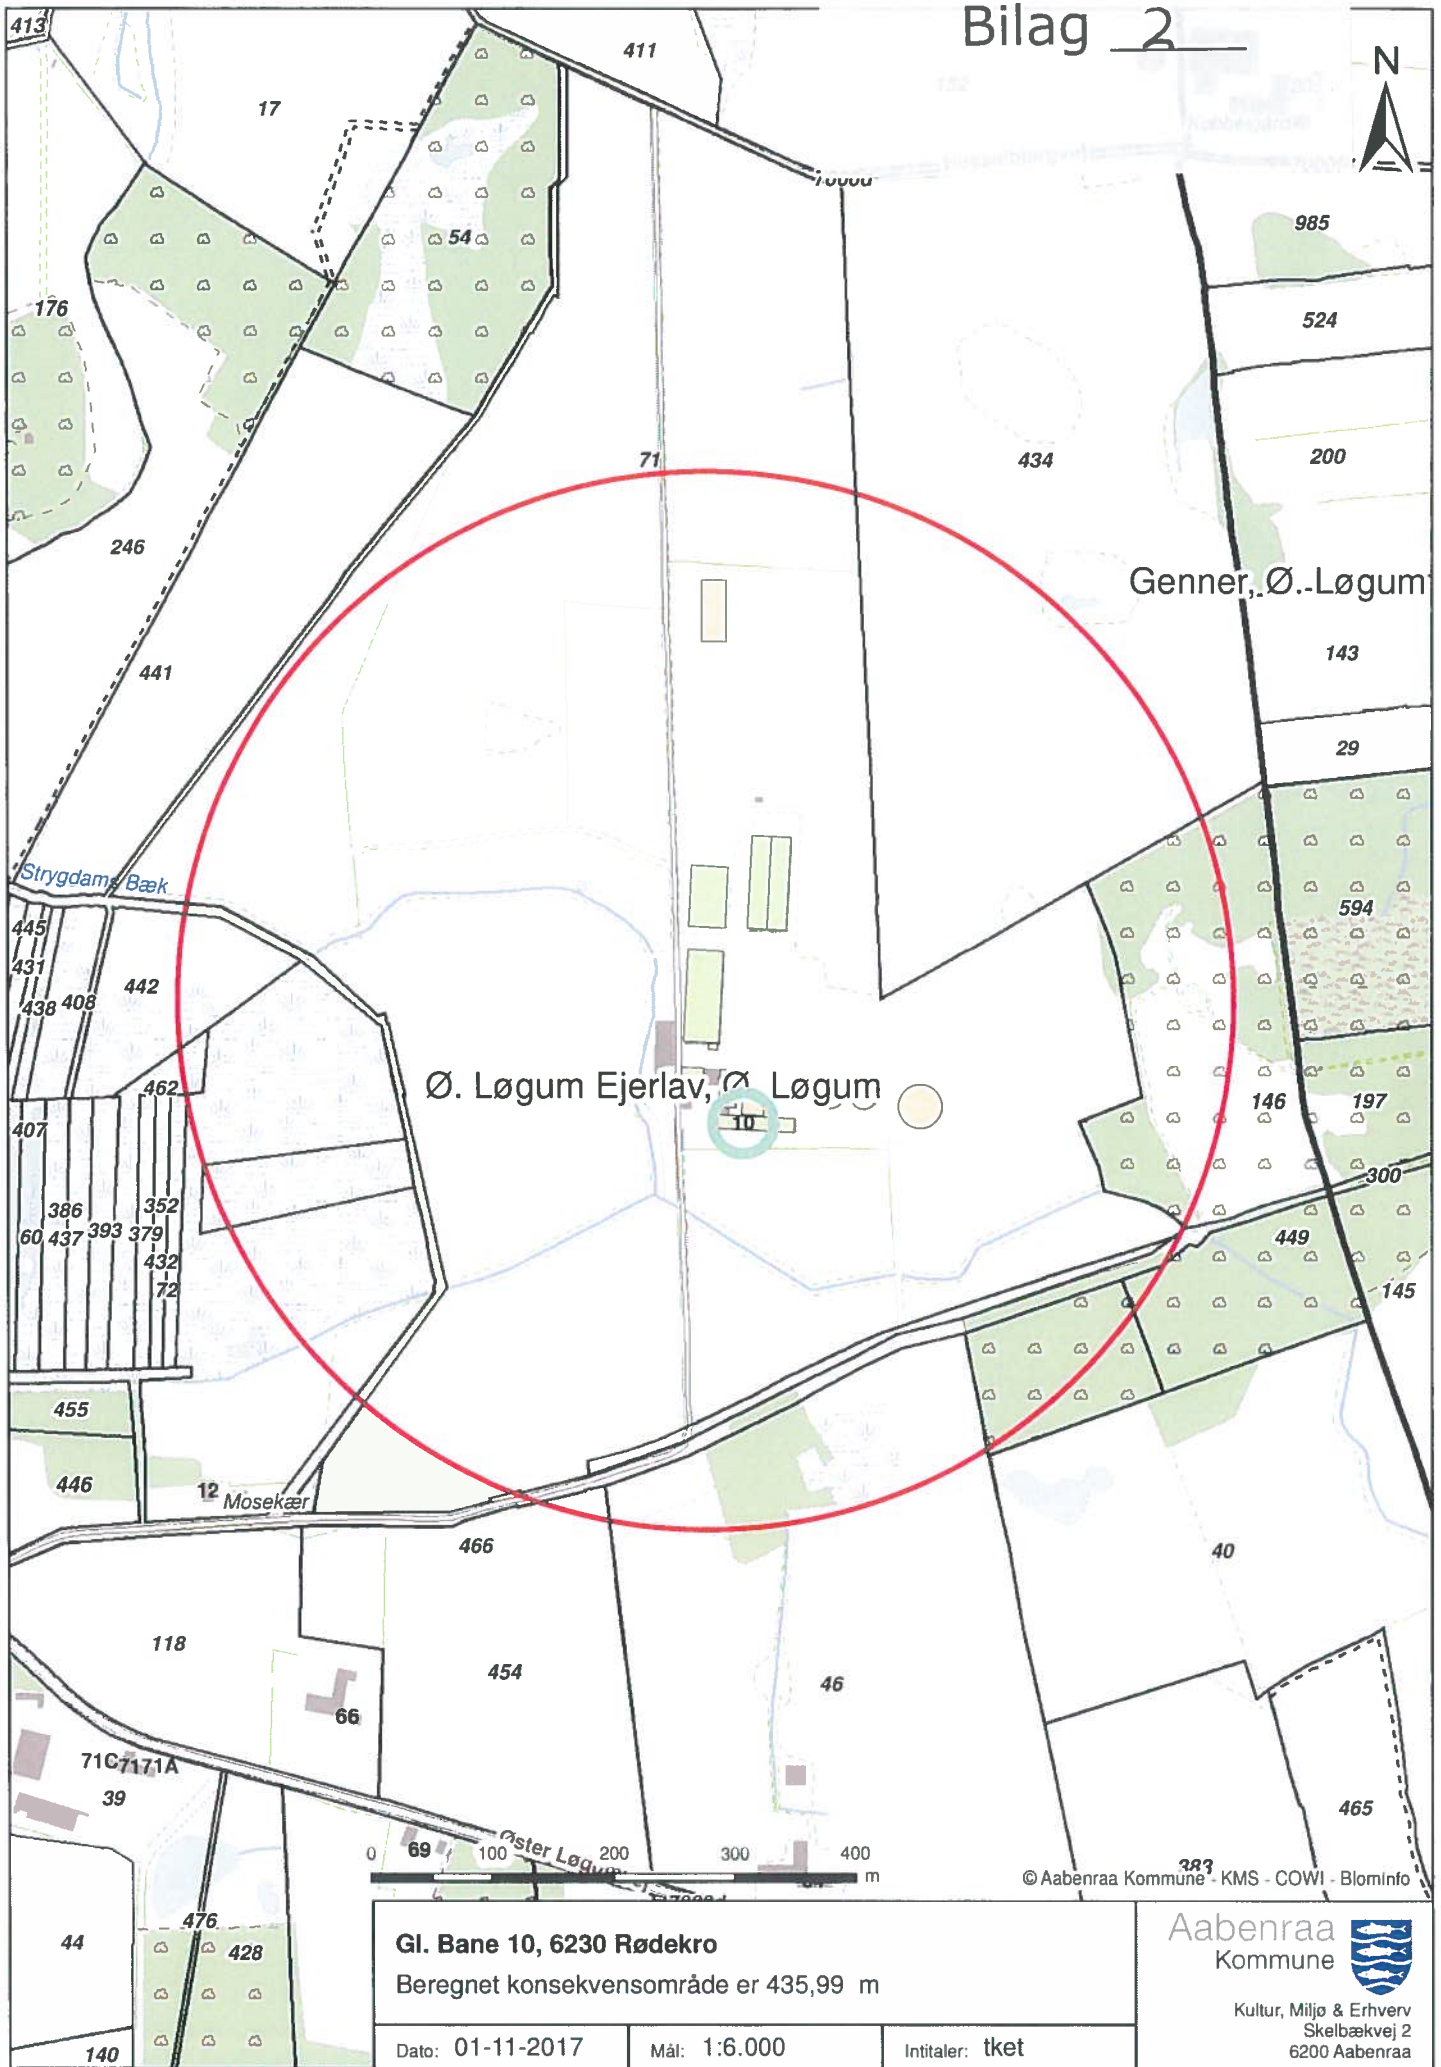 Bilag 2
413
411
N
17
54
985
176
524
71
434
200
246
Genner, Ø. Løgum
441
143
29
Strygdams Bæk
445
594
431
442
438
408
Ø. Løgum Ejerlav, Ø. Løgum
462
10
146
197
407
300
386
352
60
437
393
379
449
432
72
145
455
446
12
Mosekær
466
40
118
454
46
66
71C
71
71A
39
465
69
0 100 200 300 400 m
383
© Aabenraa Kommune - KMS - COWI - BlomInfo
476
44
428
140
Gl. Bane 10, 6230 Rødekro
Beregnet konsekvensområde er 435,99 m
Dato: 01-11-2017
Mål: 1:6.000
Intitaler: tket
Aabenraa
Kommune
Kultur, Miljø & Erhverv
Skelbækvej 2
6200 Aabenraa